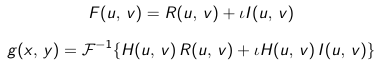 F(u, v) = R(u, v) + ιI(u, v)
g(x, y) = ℱ⁻¹{H(u, v) R(u, v) + ιH(u, v) I(u, v)}